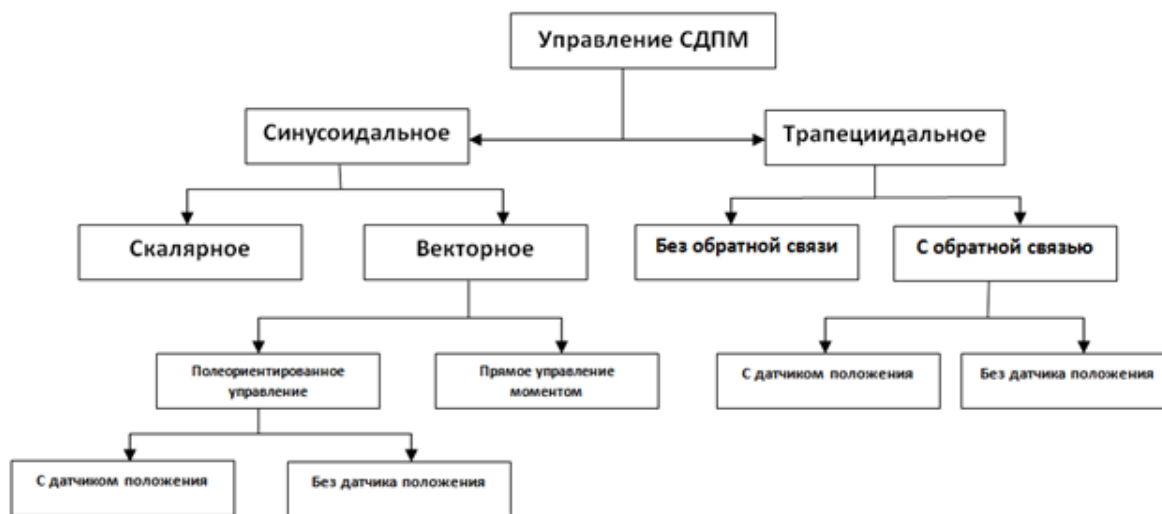 Управление СДПМ
Синусоидальное
Трапециидальное
Скалярное
Векторное
Без обратной связи
С обратной связью
Полеориентированное
управление
Прямое управление
моментом
С датчиком положения
Без датчика положения
С датчиком положения
Без датчика положения